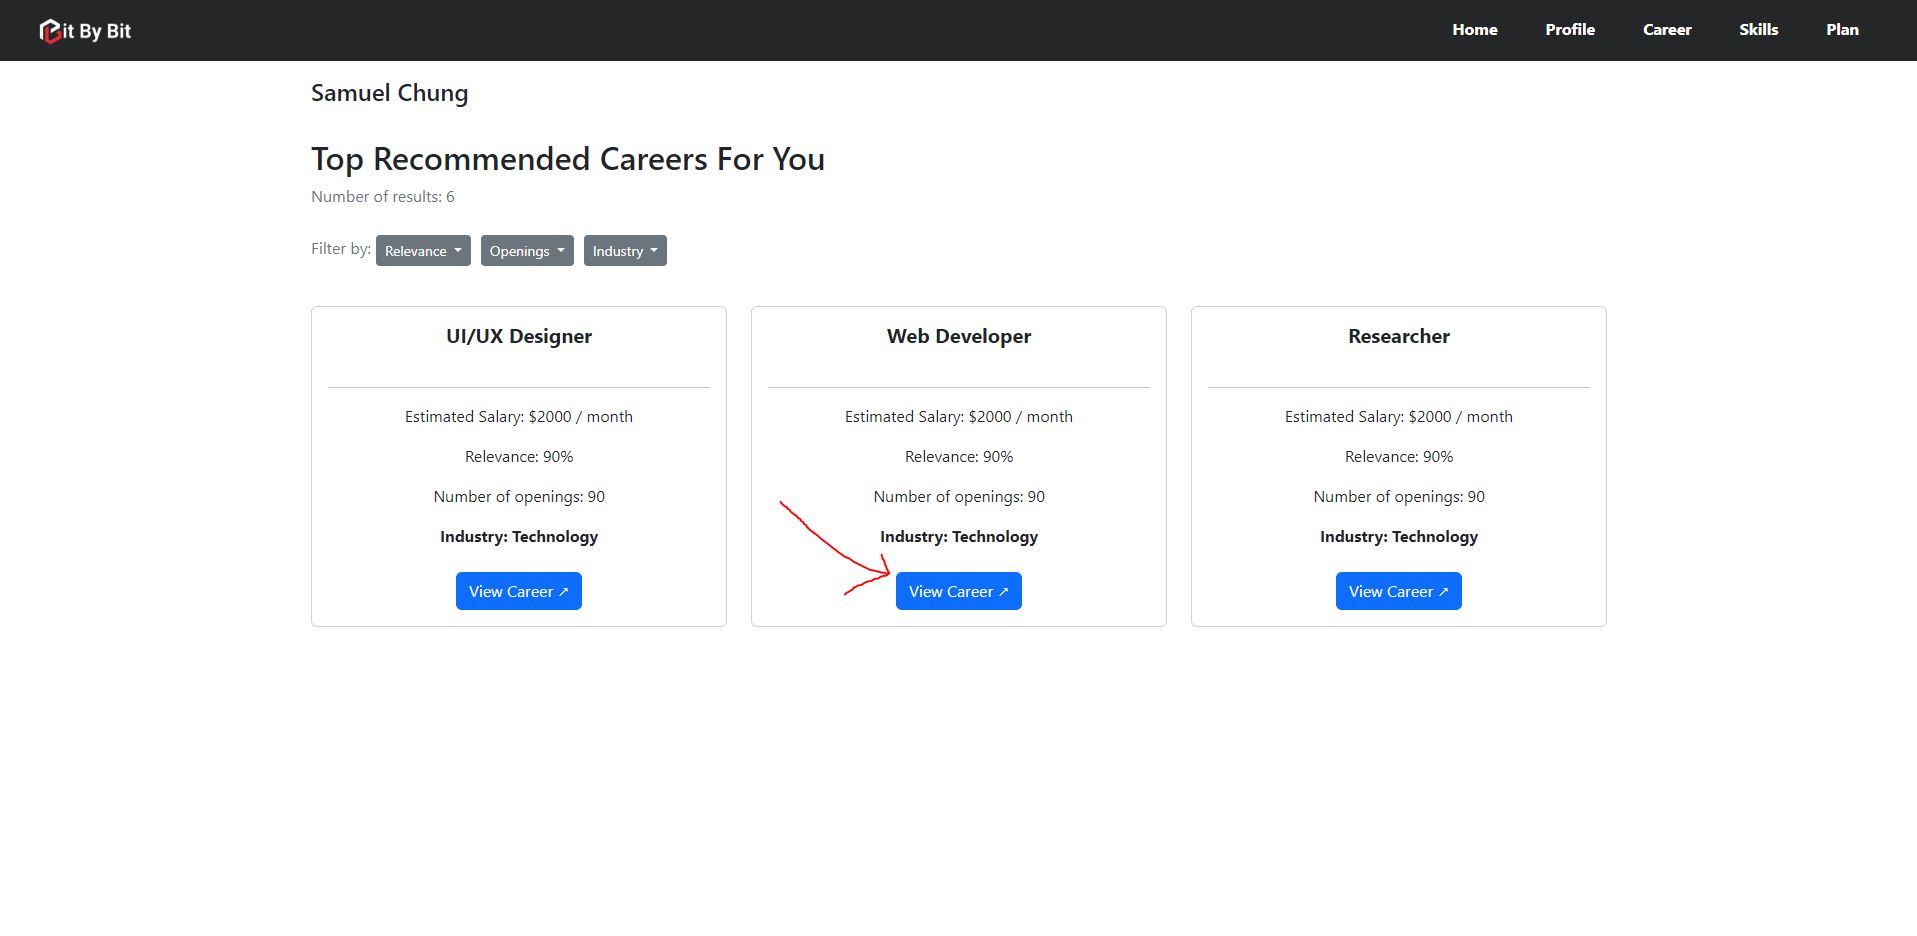 Bit By Bit
Home Profile Career Skills Plan
Samuel Chung
Top Recommended Careers For You
Number of results: 6
Filter by: Relevance Openings Industry
UI/UX Designer
Estimated Salary: $2000 / month
Relevance: 90%
Number of openings: 90
Industry: Technology
View Career ↗
Web Developer
Estimated Salary: $2000 / month
Relevance: 90%
Number of openings: 90
Industry: Technology
View Career ↗
Researcher
Estimated Salary: $2000 / month
Relevance: 90%
Number of openings: 90
Industry: Technology
View Career ↗